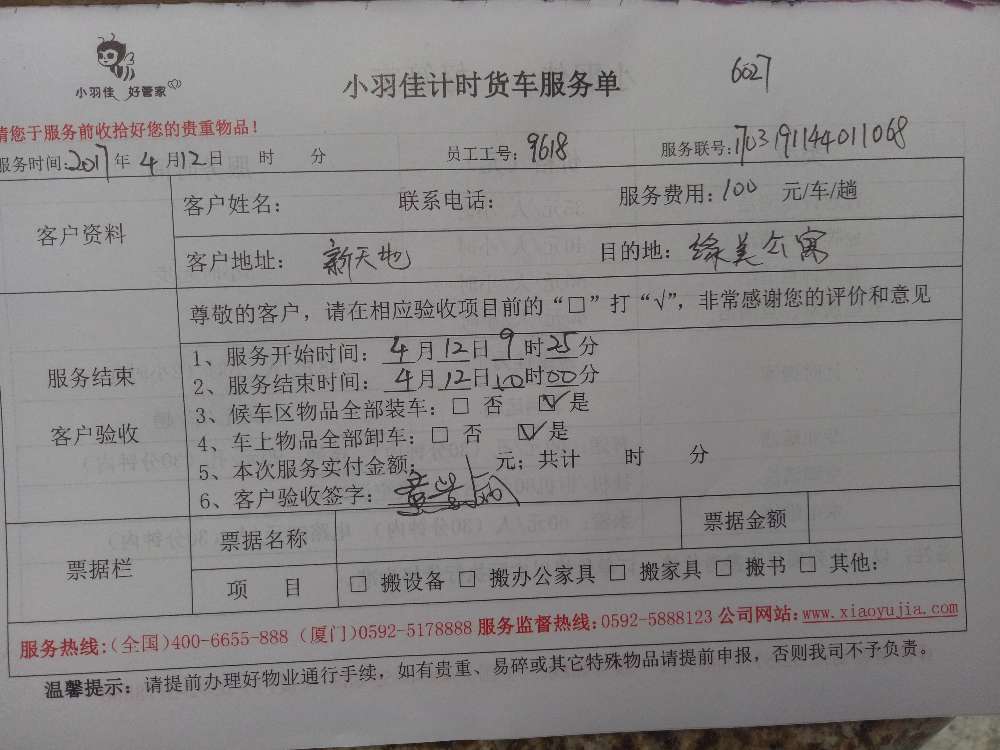 小羽佳 好管家
小羽佳计时货车服务单
6027
请您于服务前收拾好您的贵重物品！
服务时间:2017年4月12日 时 分 员工工号:9618 服务联号:1703191144011068
客户资料
客户姓名: 联系电话: 服务费用:100 元/车/趟
客户地址: 新天地 目的地: 绿美公寓
服务结束
客户验收
尊敬的客户，请在相应验收项目前的“□”打“√”，非常感谢您的评价和意见
1、服务开始时间: 4月12日9时25分
2、服务结束时间: 4月12日10时00分
3、候车区物品全部装车: □ 否 ☑是
4、车上物品全部卸车: □ 否 ☑是
5、本次服务实付金额: 元; 共计 时 分
6、客户验收签字:
票据栏
票据名称 票据金额
项 目 □ 搬设备 □ 搬办公家具 □ 搬家具 □ 搬书 □ 其他:
服务热线:(全国)400-6655-888 (厦门)0592-5178888 服务监督热线:0592-5888123 公司网站:www.xiaoyujia.com
温馨提示: 请提前办理好物业通行手续，如有贵重、易碎或其它特殊物品请提前申报，否则我司不予负责。